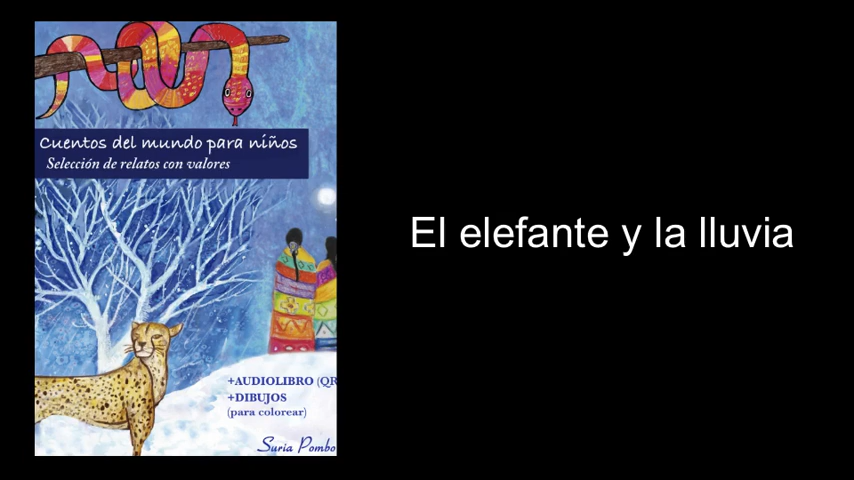 Cuentos del mundo para niños
Selección de relatos con valores
+AUDIOLIBRO (QR
+DIBUJOS
(para colorear)
Suria Pombo
El elefante y la lluvia